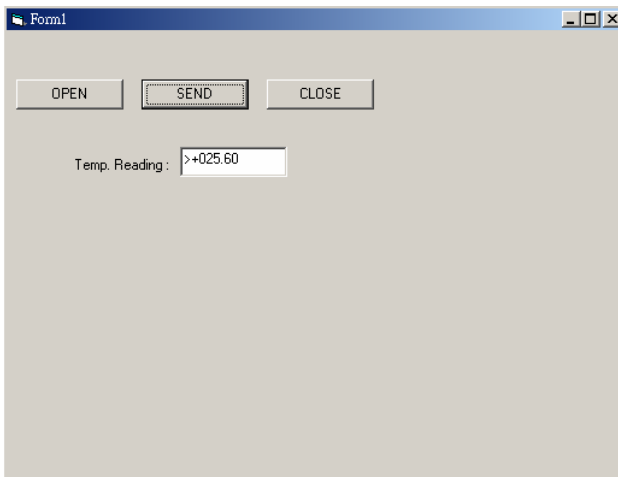 Form1
OPEN SEND CLOSE
Temp. Reading : >+025.60